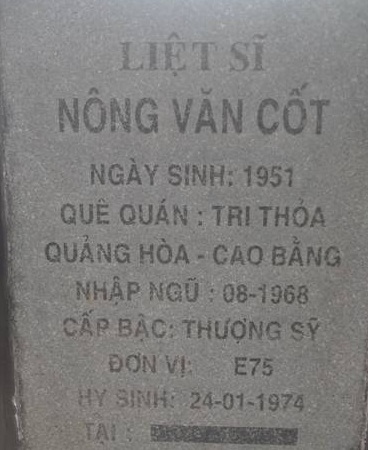 LIỆT SĨ
NÔNG VĂN CỐT
NGÀY SINH: 1951
QUÊ QUÁN : TRI THỎA
QUẢNG HÒA - CAO BẰNG
NHẬP NGŨ : 08-1968
CẤP BẬC: THƯỢNG SỸ
ĐƠN VỊ: E75
HY SINH: 24-01-1974
TẠI :